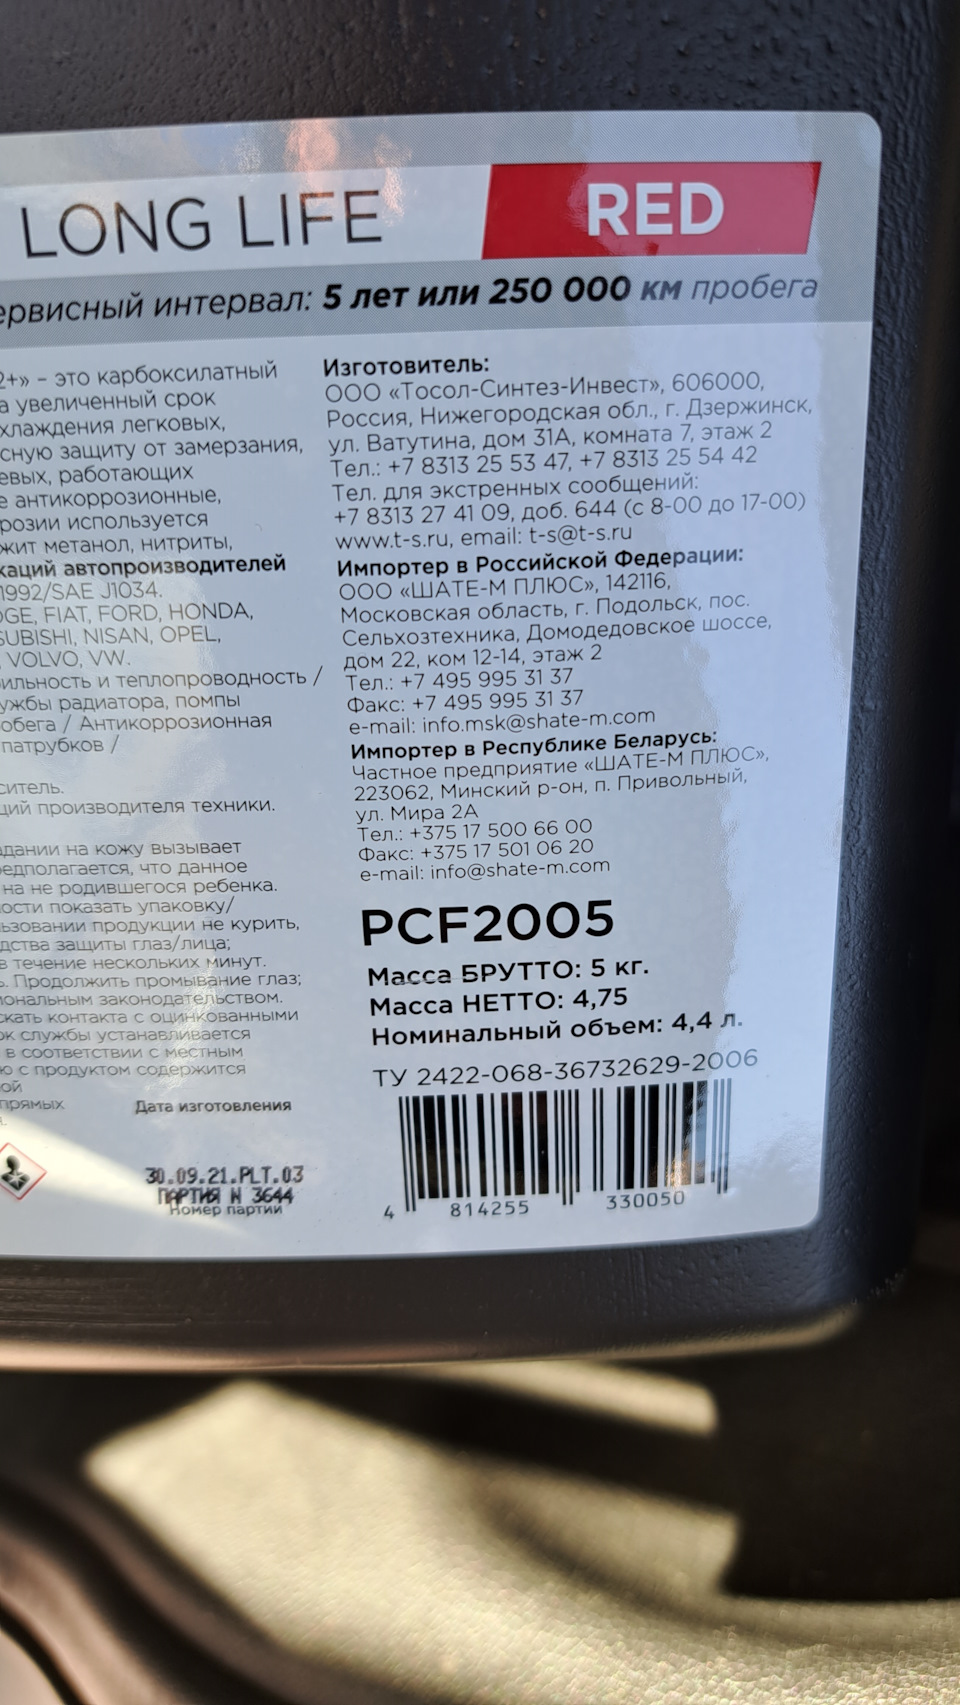 LONG LIFE RED
ервисный интервал: 5 лет или 250 000 км пробега
2+» – это карбоксилатный
а увеличенный срок
хлаждения легковых,
сную защиту от замерзания,
евых, работающих
е антикоррозионные,
розии используется
жит метанол, нитриты,
каций автопроизводителей
1992/SAE J1034.
DGE, FIAT, FORD, HONDA,
SUBISHI, NISAN, OPEL,
, VOLVO, VW.
бильность и теплопроводность /
ужбы радиатора, помпы
обега / Антикоррозионная
патрубков /
ситель.
ций производителя техники.
адании на кожу вызывает
едполагается, что данное
на не родившегося ребенка.
ости показать упаковку/
ьзовании продукции не курить,
дства защиты глаз/лица;
в течение нескольких минут.
ь. Продолжить промывание глаз;
иональным законодательством.
скать контакта с оцинкованными
ок службы устанавливается
в соответствии с местным
ю с продуктом содержится
ой
прямых
Дата изготовления
30.09.21.PLT.03
ПАРТИЯ N 3644
Номер партии
Изготовитель:
ООО «Тосол-Синтез-Инвест», 606000,
Россия, Нижегородская обл., г. Дзержинск,
ул. Ватутина, дом 31А, комната 7, этаж 2
Тел.: +7 8313 25 53 47, +7 8313 25 54 42
Тел. для экстренных сообщений:
+7 8313 27 41 09, доб. 644 (с 8-00 до 17-00)
www.t-s.ru, email: t-s@t-s.ru
Импортер в Российской Федерации:
ООО «ШАТЕ-М ПЛЮС», 142116,
Московская область, г. Подольск, пос.
Сельхозтехника, Домодедовское шоссе,
дом 22, ком 12-14, этаж 2
Тел.: +7 495 995 31 37
Факс: +7 495 995 31 37
e-mail: info.msk@shate-m.com
Импортер в Республике Беларусь:
Частное предприятие «ШАТЕ-М ПЛЮС»,
223062, Минский р-он, п. Привольный,
ул. Мира 2А
Тел.: +375 17 500 66 00
Факс: +375 17 501 06 20
e-mail: info@shate-m.com
PCF2005
Масса БРУТТО: 5 кг.
Масса НЕТТО: 4,75
Номинальный объем: 4,4 л.
ТУ 2422-068-36732629-2006
4 814255 330050